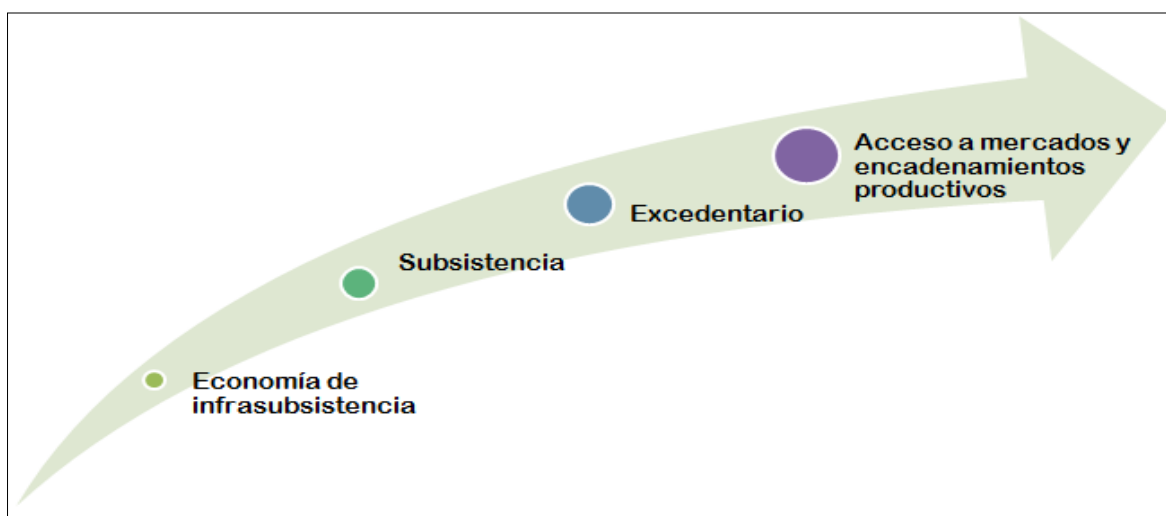 Acceso a mercados y
encadenamientos
productivos
Excedentario
Subsistencia
Economía de
infrasubsistencia